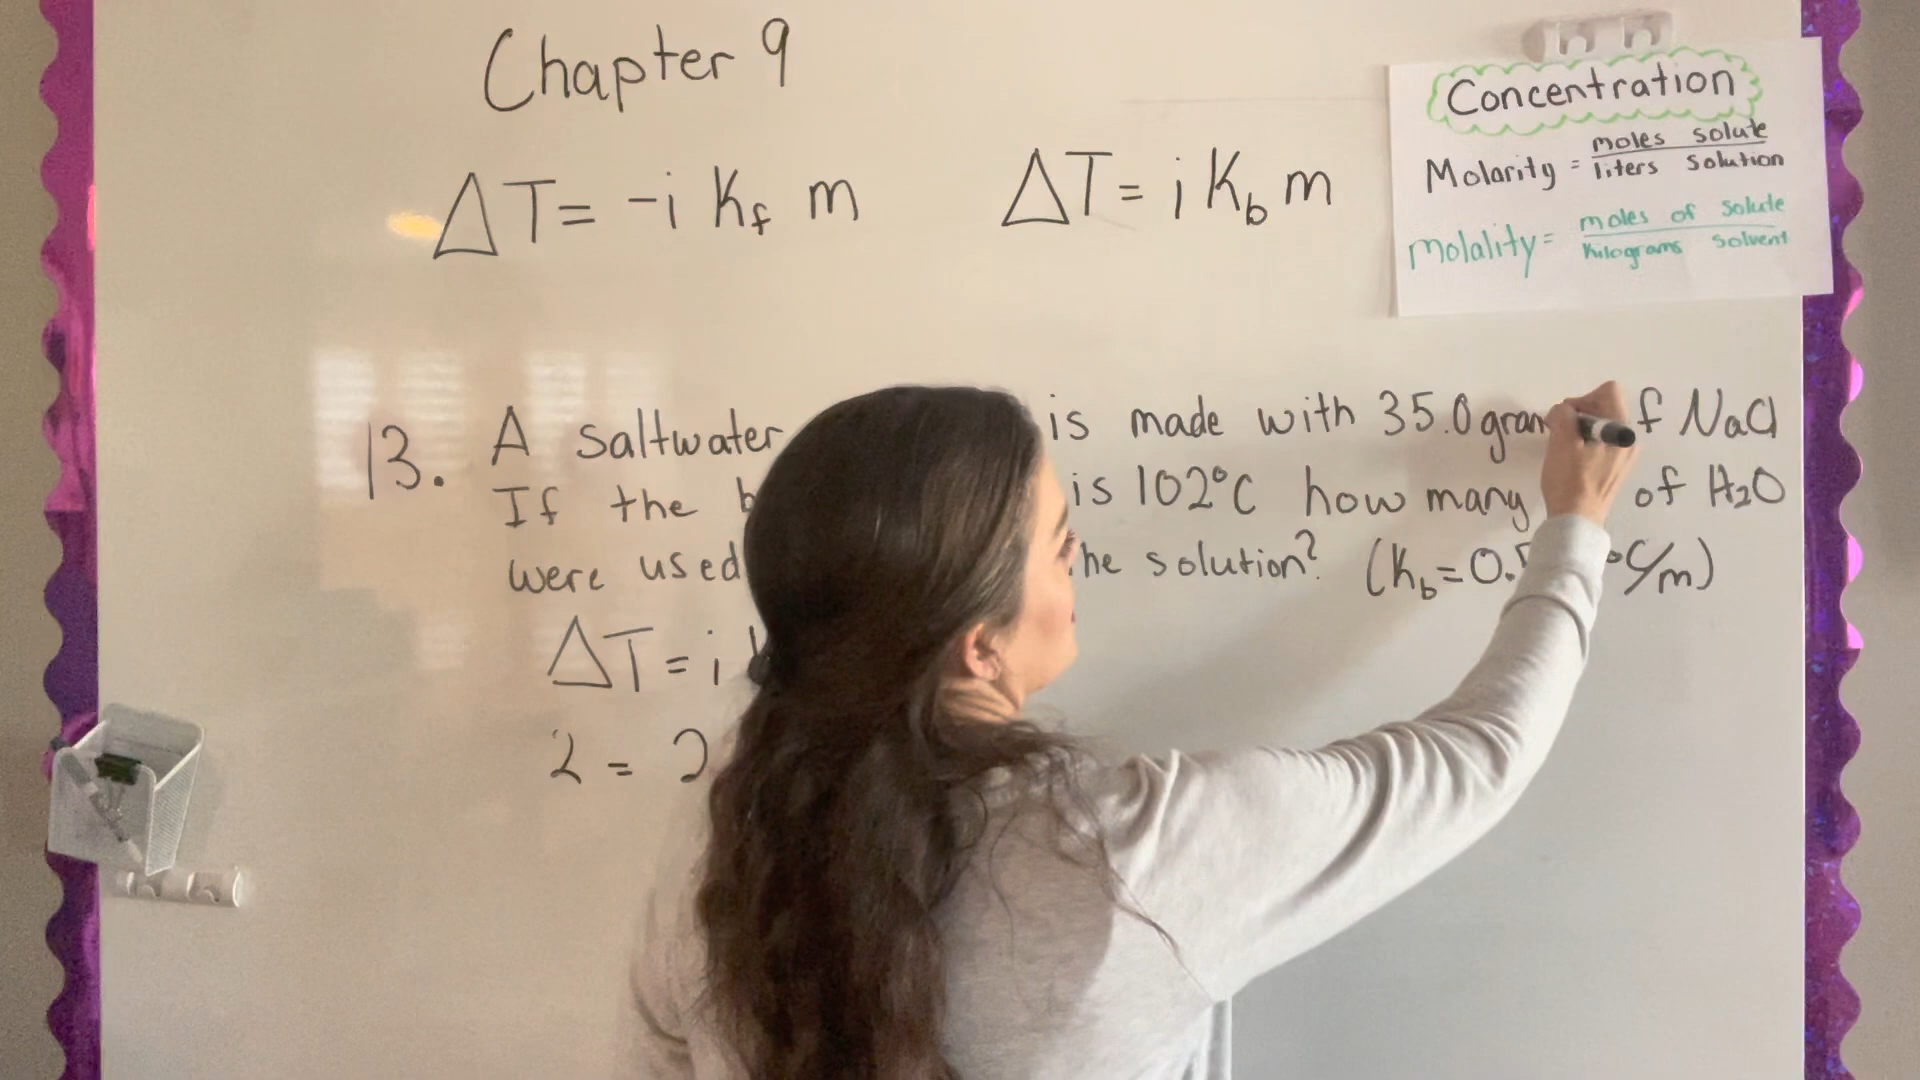 Chapter 9
ΔT= -i Kf m
ΔT= i Kb m
Concentration
Molarity = moles solute / liters solution
Molality = moles of solute / kilograms solvent
13. A saltwater is made with 35.0 gram of NaCl
If the is 102°C how many of H2O
were used the solution? (Kb=0. °C/m)
ΔT = i
2 = 2